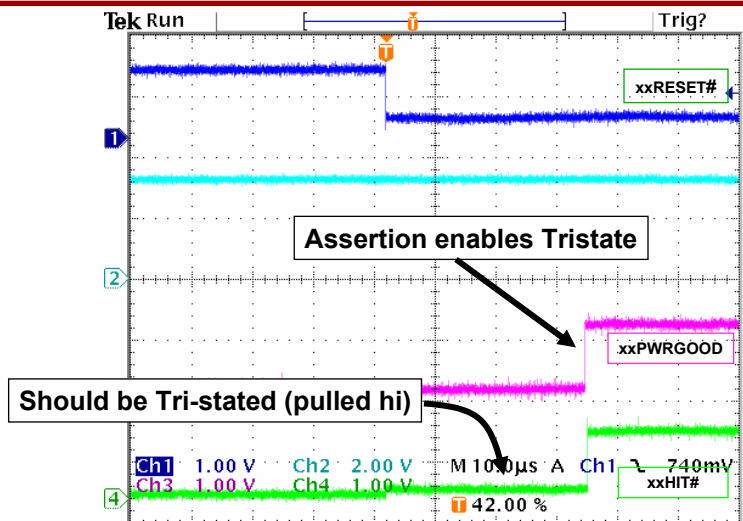 Tek Run
Trig?
T
T
xxRESET#
1
Assertion enables Tristate
2
xxPWRGOOD
Should be Tri-stated (pulled hi)
Ch1 1.00 V Ch2 2.00 V M 100µs A Ch1 740mV
Ch3 1.00 V Ch4 1.00 V
xxHIT#
4
T 42.00 %